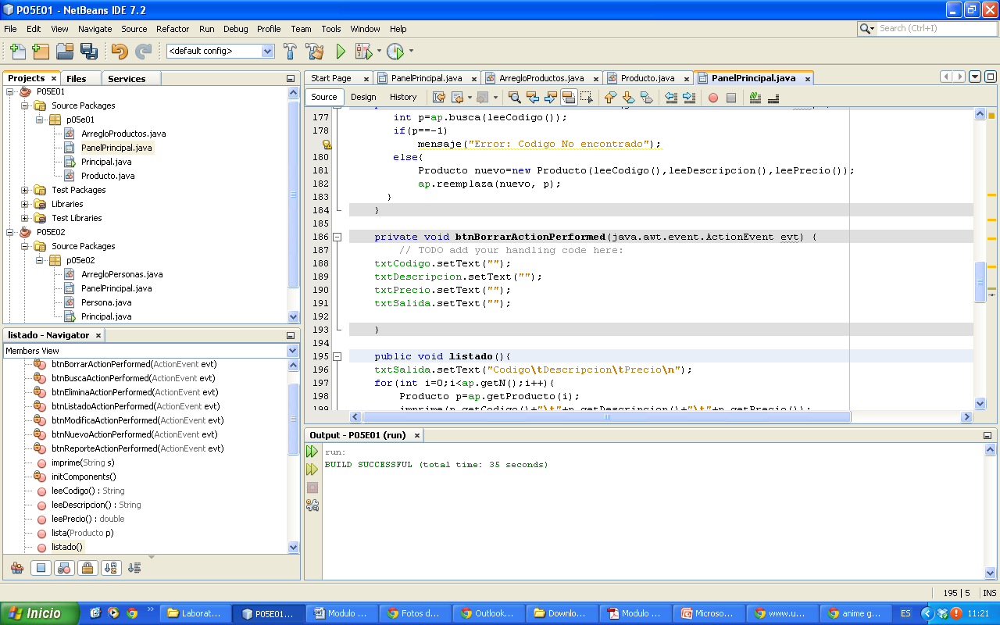 P05E01 - NetBeans IDE 7.2
File Edit View Navigate Source Refactor Run Debug Profile Team Tools Window Help
Search (Ctrl+I)
<default config>
Projects Files Services
P05E01
Source Packages
p05e01
ArregloProductos.java
PanelPrincipal.java
Principal.java
Producto.java
Test Packages
Libraries
Test Libraries
P05E02
Source Packages
p05e02
ArregloPersonas.java
PanelPrincipal.java
Persona.java
Principal.java
listado - Navigator
Members View
btnBorrarActionPerformed(ActionEvent evt)
btnBuscaActionPerformed(ActionEvent evt)
btnEliminaActionPerformed(ActionEvent evt)
btnListadoActionPerformed(ActionEvent evt)
btnModificaActionPerformed(ActionEvent evt)
btnNuevoActionPerformed(ActionEvent evt)
btnReporteActionPerformed(ActionEvent evt)
imprime(String s)
initComponents()
leeCodigo() : String
leeDescripcion() : String
leePrecio() : double
lista(Producto p)
listado()
Start Page PanelPrincipal.java ArregloProductos.java Producto.java PanelPrincipal.java
Source Design History
177 int p=ap.busca(leeCodigo());
178 if(p==-1)
mensaje("Error: Codigo No encontrado");
180 else{
181 Producto nuevo=new Producto(leeCodigo(),leeDescripcion(),leePrecio());
182 ap.reemplaza(nuevo, p);
183 }
184 }
185
186 private void btnBorrarActionPerformed(java.awt.event.ActionEvent evt) {
187 // TODO add your handling code here:
188 txtCodigo.setText("");
189 txtDescripcion.setText("");
190 txtPrecio.setText("");
191 txtSalida.setText("");
192
193 }
194
195 public void listado(){
196 txtSalida.setText("Codigo\tDescripcion\tPrecio\n");
197 for(int i=0;i<ap.getN();i++){
198 Producto p=ap.getProducto(i);
199 imprime(p.getCodigo()+"\t"+p.getDescripcion()+"\t"+p.getPrecio());
Output - P05E01 (run)
run:
BUILD SUCCESSFUL (total time: 35 seconds)
195 | 5 INS
Inicio
Laborat...
P05E01...
Modulo ...
Fotos d...
Outlook...
Downlo...
Modulo ...
Microso...
www.u...
anime g...
ES
11:21